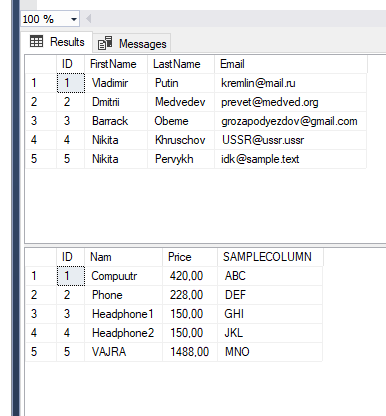 100 %
Results Messages
ID FirstName LastName Email
1 1 Vladimir Putin kremlin@mail.ru
2 2 Dmitrii Medvedev prevet@medved.org
3 3 Barrack Obeme grozapodyezdov@gmail.com
4 4 Nikita Khruschov USSR@ussr.ussr
5 5 Nikita Pervykh idk@sample.text
ID Nam Price SAMPLECOLUMN
1 1 Compuutr 420,00 ABC
2 2 Phone 228,00 DEF
3 3 Headphone1 150,00 GHI
4 4 Headphone2 150,00 JKL
5 5 VAJRA 1488,00 MNO